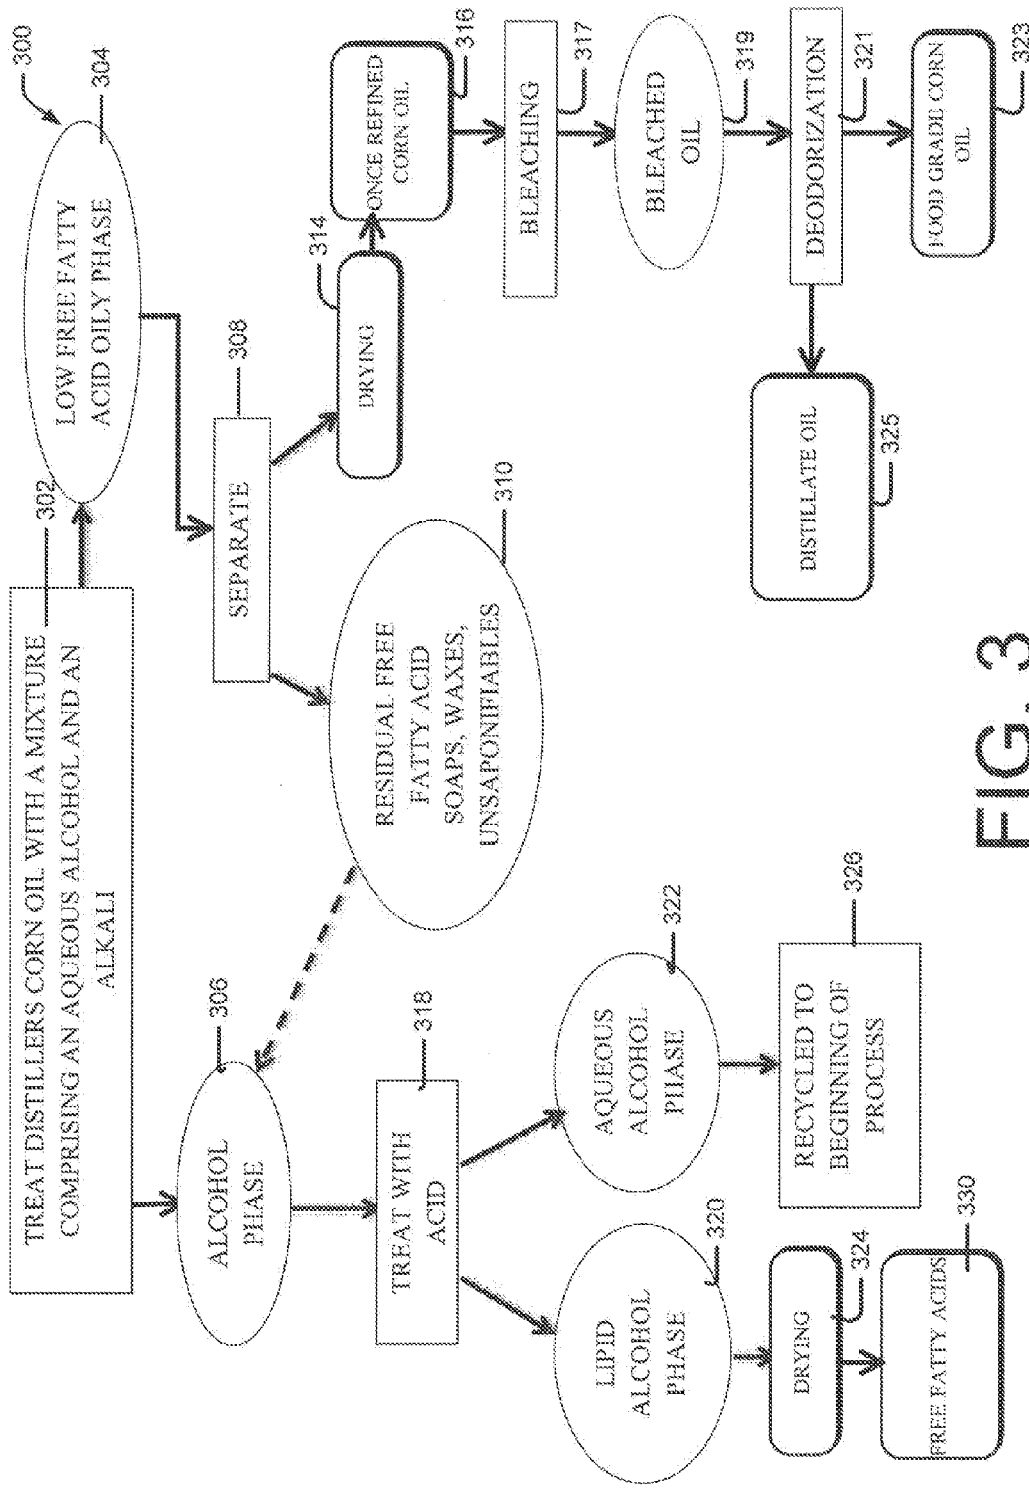 300
302
TREAT DISTILLERS CORN OIL WITH A MIXTURE
COMPRISING AN AQUEOUS ALCOHOL AND AN
ALKALI
304
LOW FREE FATTY
ACID OILY PHASE
306
ALCOHOL
PHASE
308
SEPARATE
310
RESIDUAL FREE
FATTY ACID
SOAPS, WAXES,
UNSAPONIFIABLES
314
DRYING
316
ONCE REFINED
CORN OIL
317
BLEACHING
318
TREAT WITH
ACID
319
BLEACHED
OIL
320
LIPID
ALCOHOL
PHASE
322
AQUEOUS
ALCOHOL
PHASE
321
DEODORIZATION
323
FOOD GRADE CORN
OIL
325
DISTILLATE OIL
324
DRYING
326
RECYCLED TO
BEGINNING OF
PROCESS
330
FREE FATTY ACIDS
FIG. 3